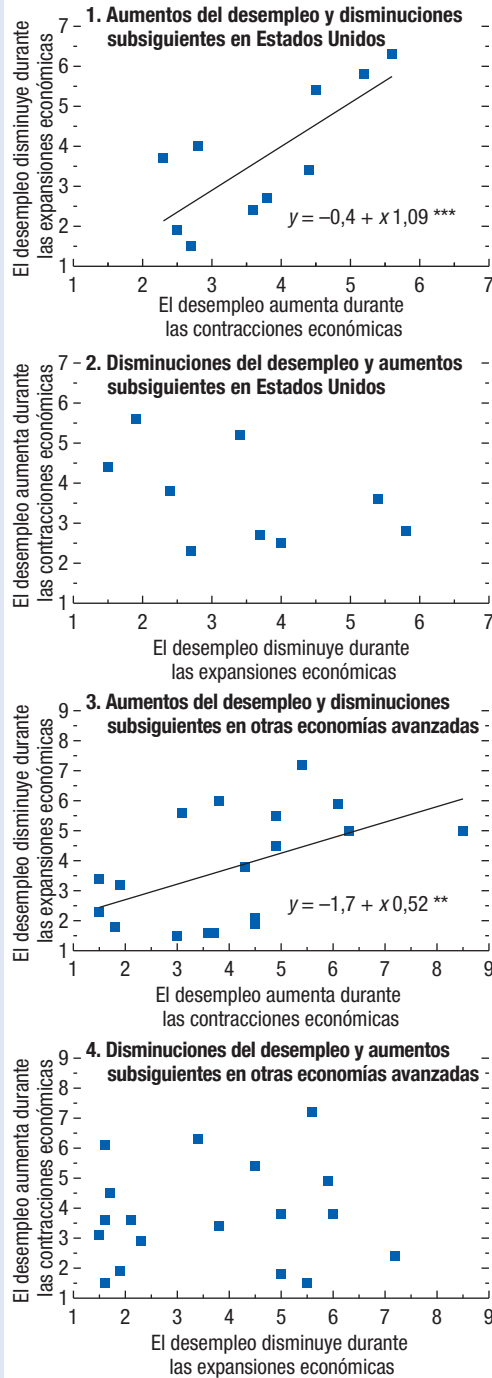 1. Aumentos del desempleo y disminuciones
subsiguientes en Estados Unidos
El desempleo disminuye durante
las expansiones económicas
7
6
5
4
3
2
1
y = –0,4 + x 1,09 ***
1 2 3 4 5 6 7
El desempleo aumenta durante
las contracciones económicas
2. Disminuciones del desempleo y aumentos
subsiguientes en Estados Unidos
El desempleo aumenta durante
las contracciones económicas
7
6
5
4
3
2
1
1 2 3 4 5 6 7
El desempleo disminuye durante
las expansiones económicas
3. Aumentos del desempleo y disminuciones
subsiguientes en otras economías avanzadas
El desempleo disminuye durante
las expansiones económicas
9
8
7
6
5
4
3
2
1
y = –1,7 + x 0,52 **
1 2 3 4 5 6 7 8 9
El desempleo aumenta durante
las contracciones económicas
4. Disminuciones del desempleo y aumentos
subsiguientes en otras economías avanzadas
El desempleo aumenta durante
las contracciones económicas
9
8
7
6
5
4
3
2
1
1 2 3 4 5 6 7 8 9
El desempleo disminuye durante
las expansiones económicas